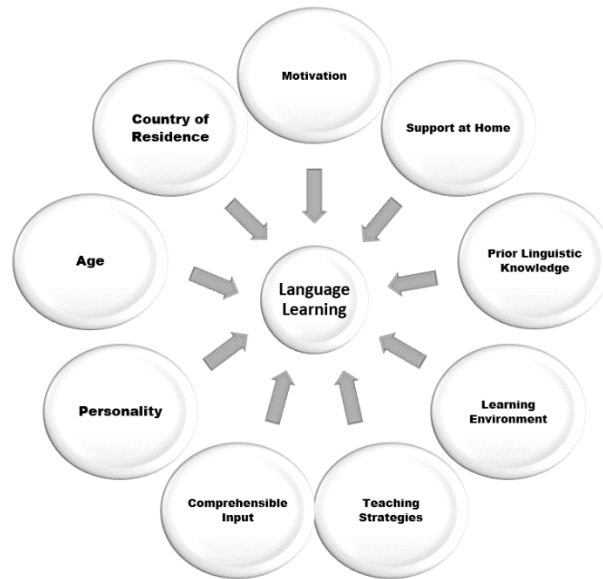 Motivation
Country of
Residence
Support at Home
Age
Prior Linguistic
Knowledge
Language
Learning
Personality
Learning
Environment
Comprehensible
Input
Teaching
Strategies